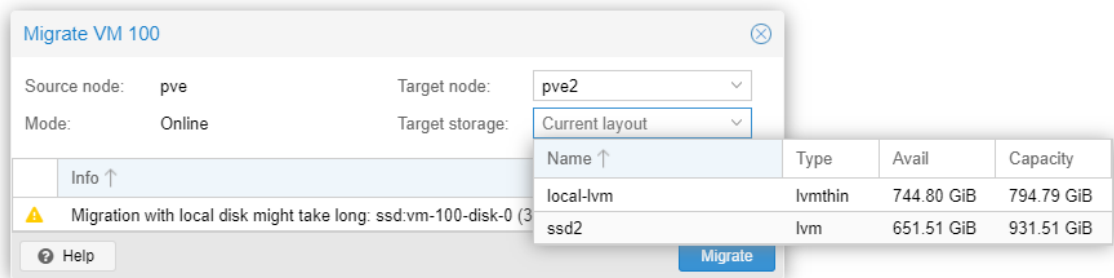 Migrate VM 100
Source node: pve Target node: pve2
Mode: Online Target storage: Current layout
Name Type Avail Capacity
local-lvm lvmthin 744.80 GiB 794.79 GiB
ssd2 lvm 651.51 GiB 931.51 GiB
Info
Migration with local disk might take long: ssd:vm-100-disk-0 (3
Help Migrate